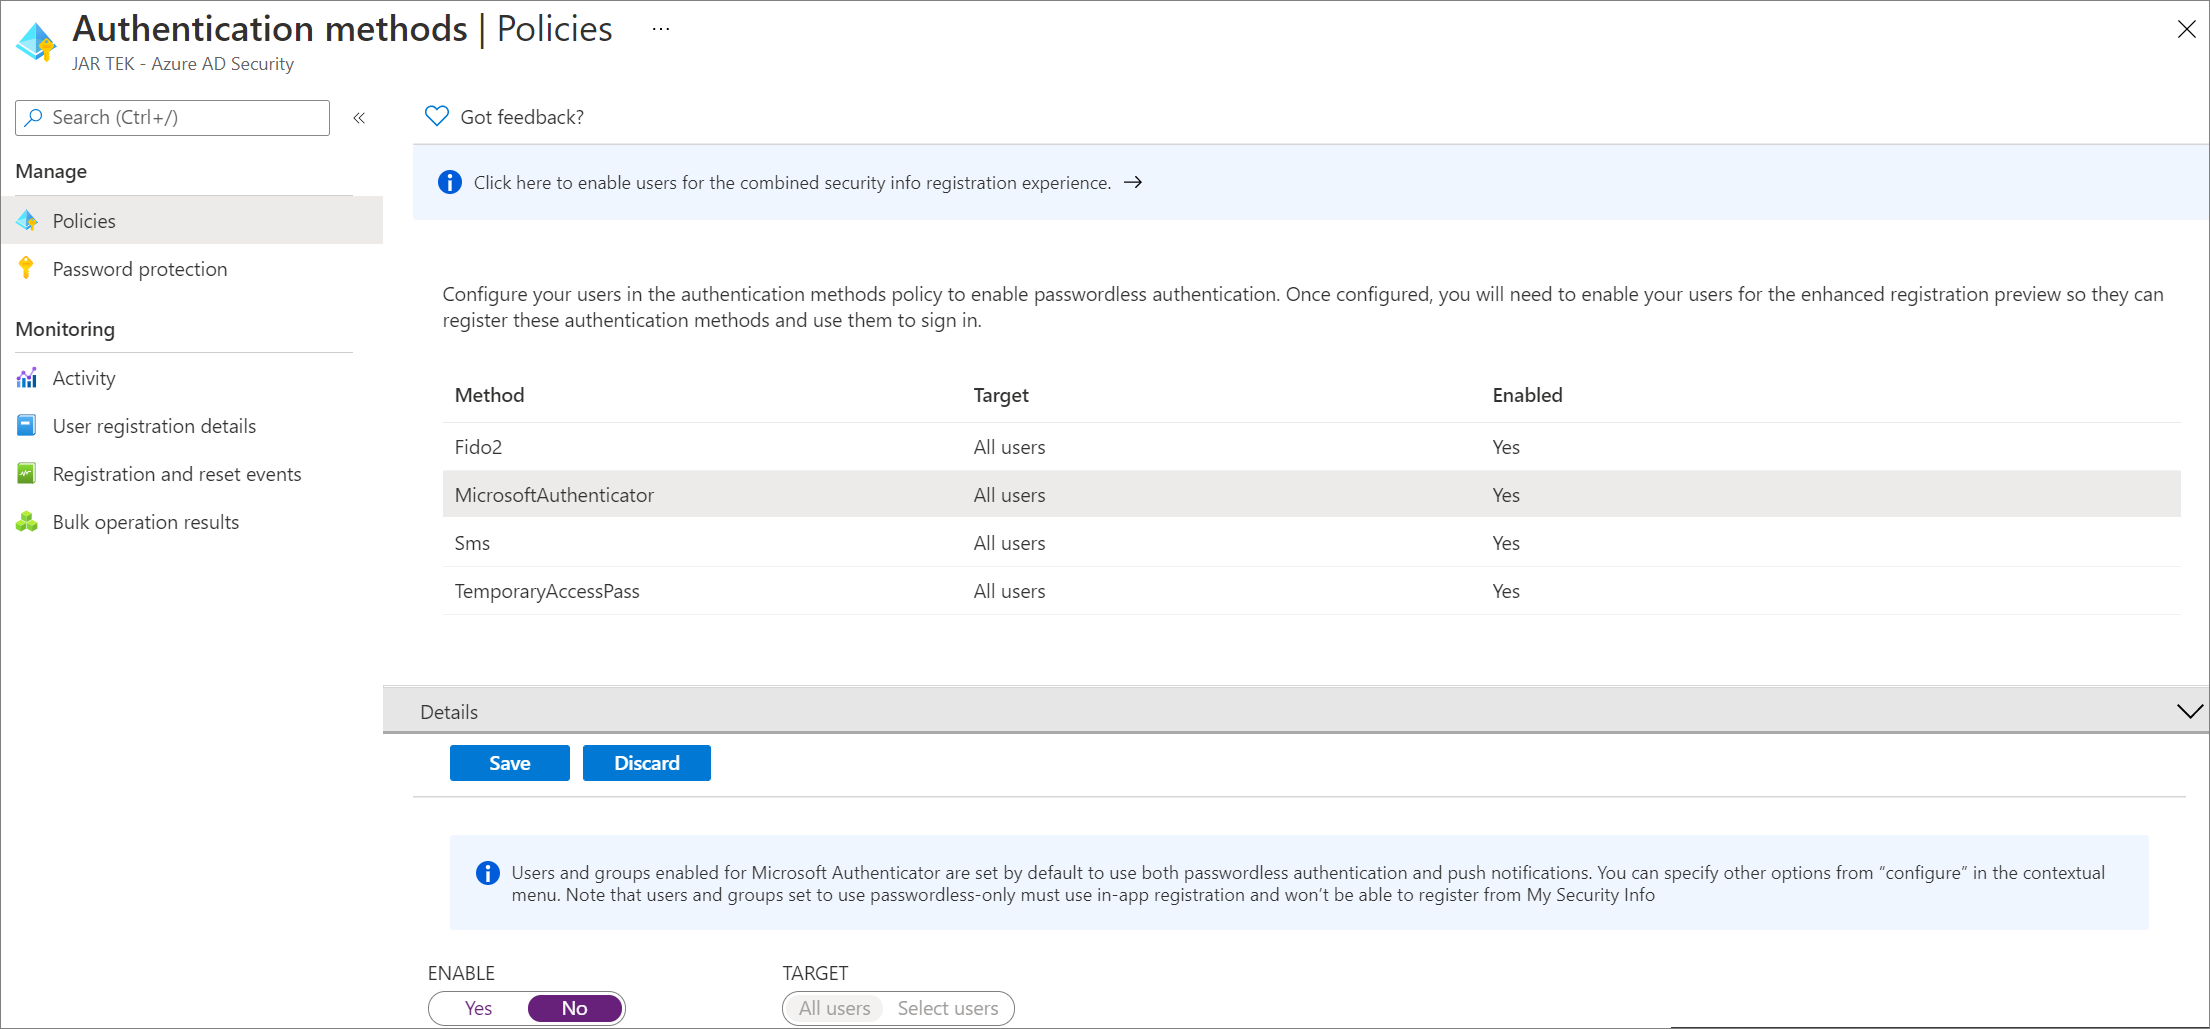 Authentication methods | Policies ...
JAR TEK - Azure AD Security
Search (Ctrl+/) «
Manage
Policies
Password protection
Monitoring
Activity
User registration details
Registration and reset events
Bulk operation results
Got feedback?
Click here to enable users for the combined security info registration experience. →
Configure your users in the authentication methods policy to enable passwordless authentication. Once configured, you will need to enable your users for the enhanced registration preview so they can
register these authentication methods and use them to sign in.
Method Target Enabled
Fido2 All users Yes
MicrosoftAuthenticator All users Yes
Sms All users Yes
TemporaryAccessPass All users Yes
Details
Save Discard
Users and groups enabled for Microsoft Authenticator are set by default to use both passwordless authentication and push notifications. You can specify other options from “configure” in the contextual
menu. Note that users and groups set to use passwordless-only must use in-app registration and won’t be able to register from My Security Info
ENABLE TARGET
Yes No All users Select users